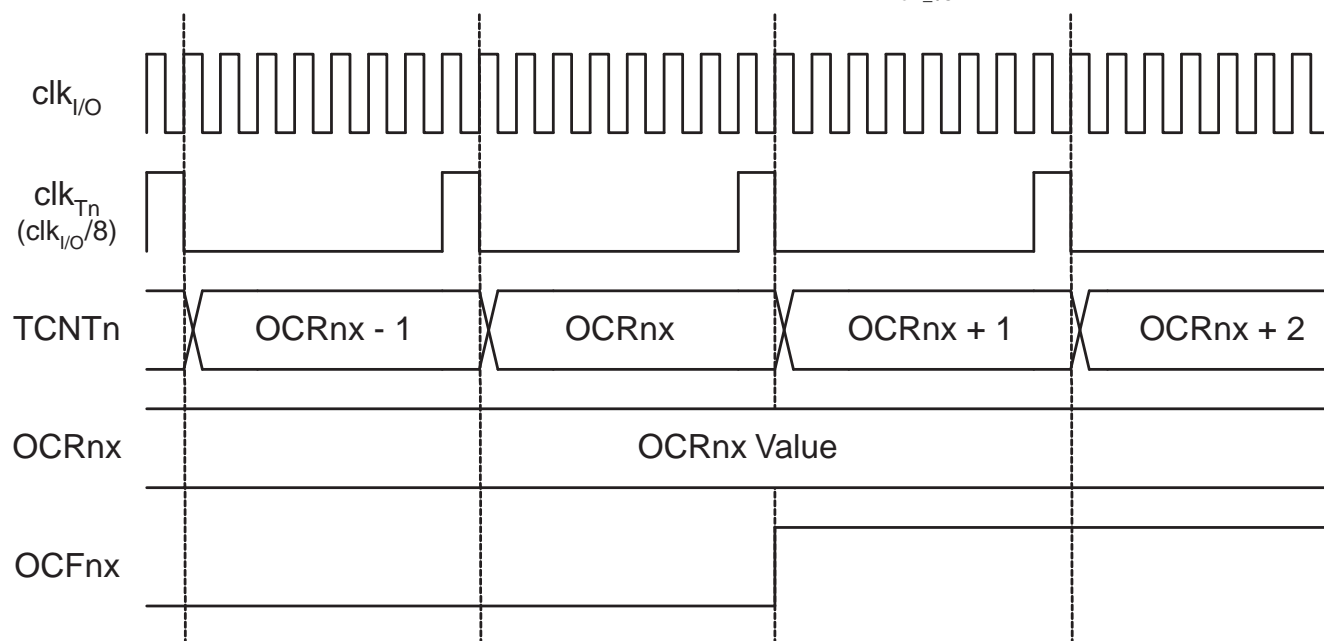 clkI/O
clkTn
(clkI/O/8)
TCNTn
OCRnx - 1
OCRnx
OCRnx + 1
OCRnx + 2
OCRnx
OCRnx Value
OCFnx